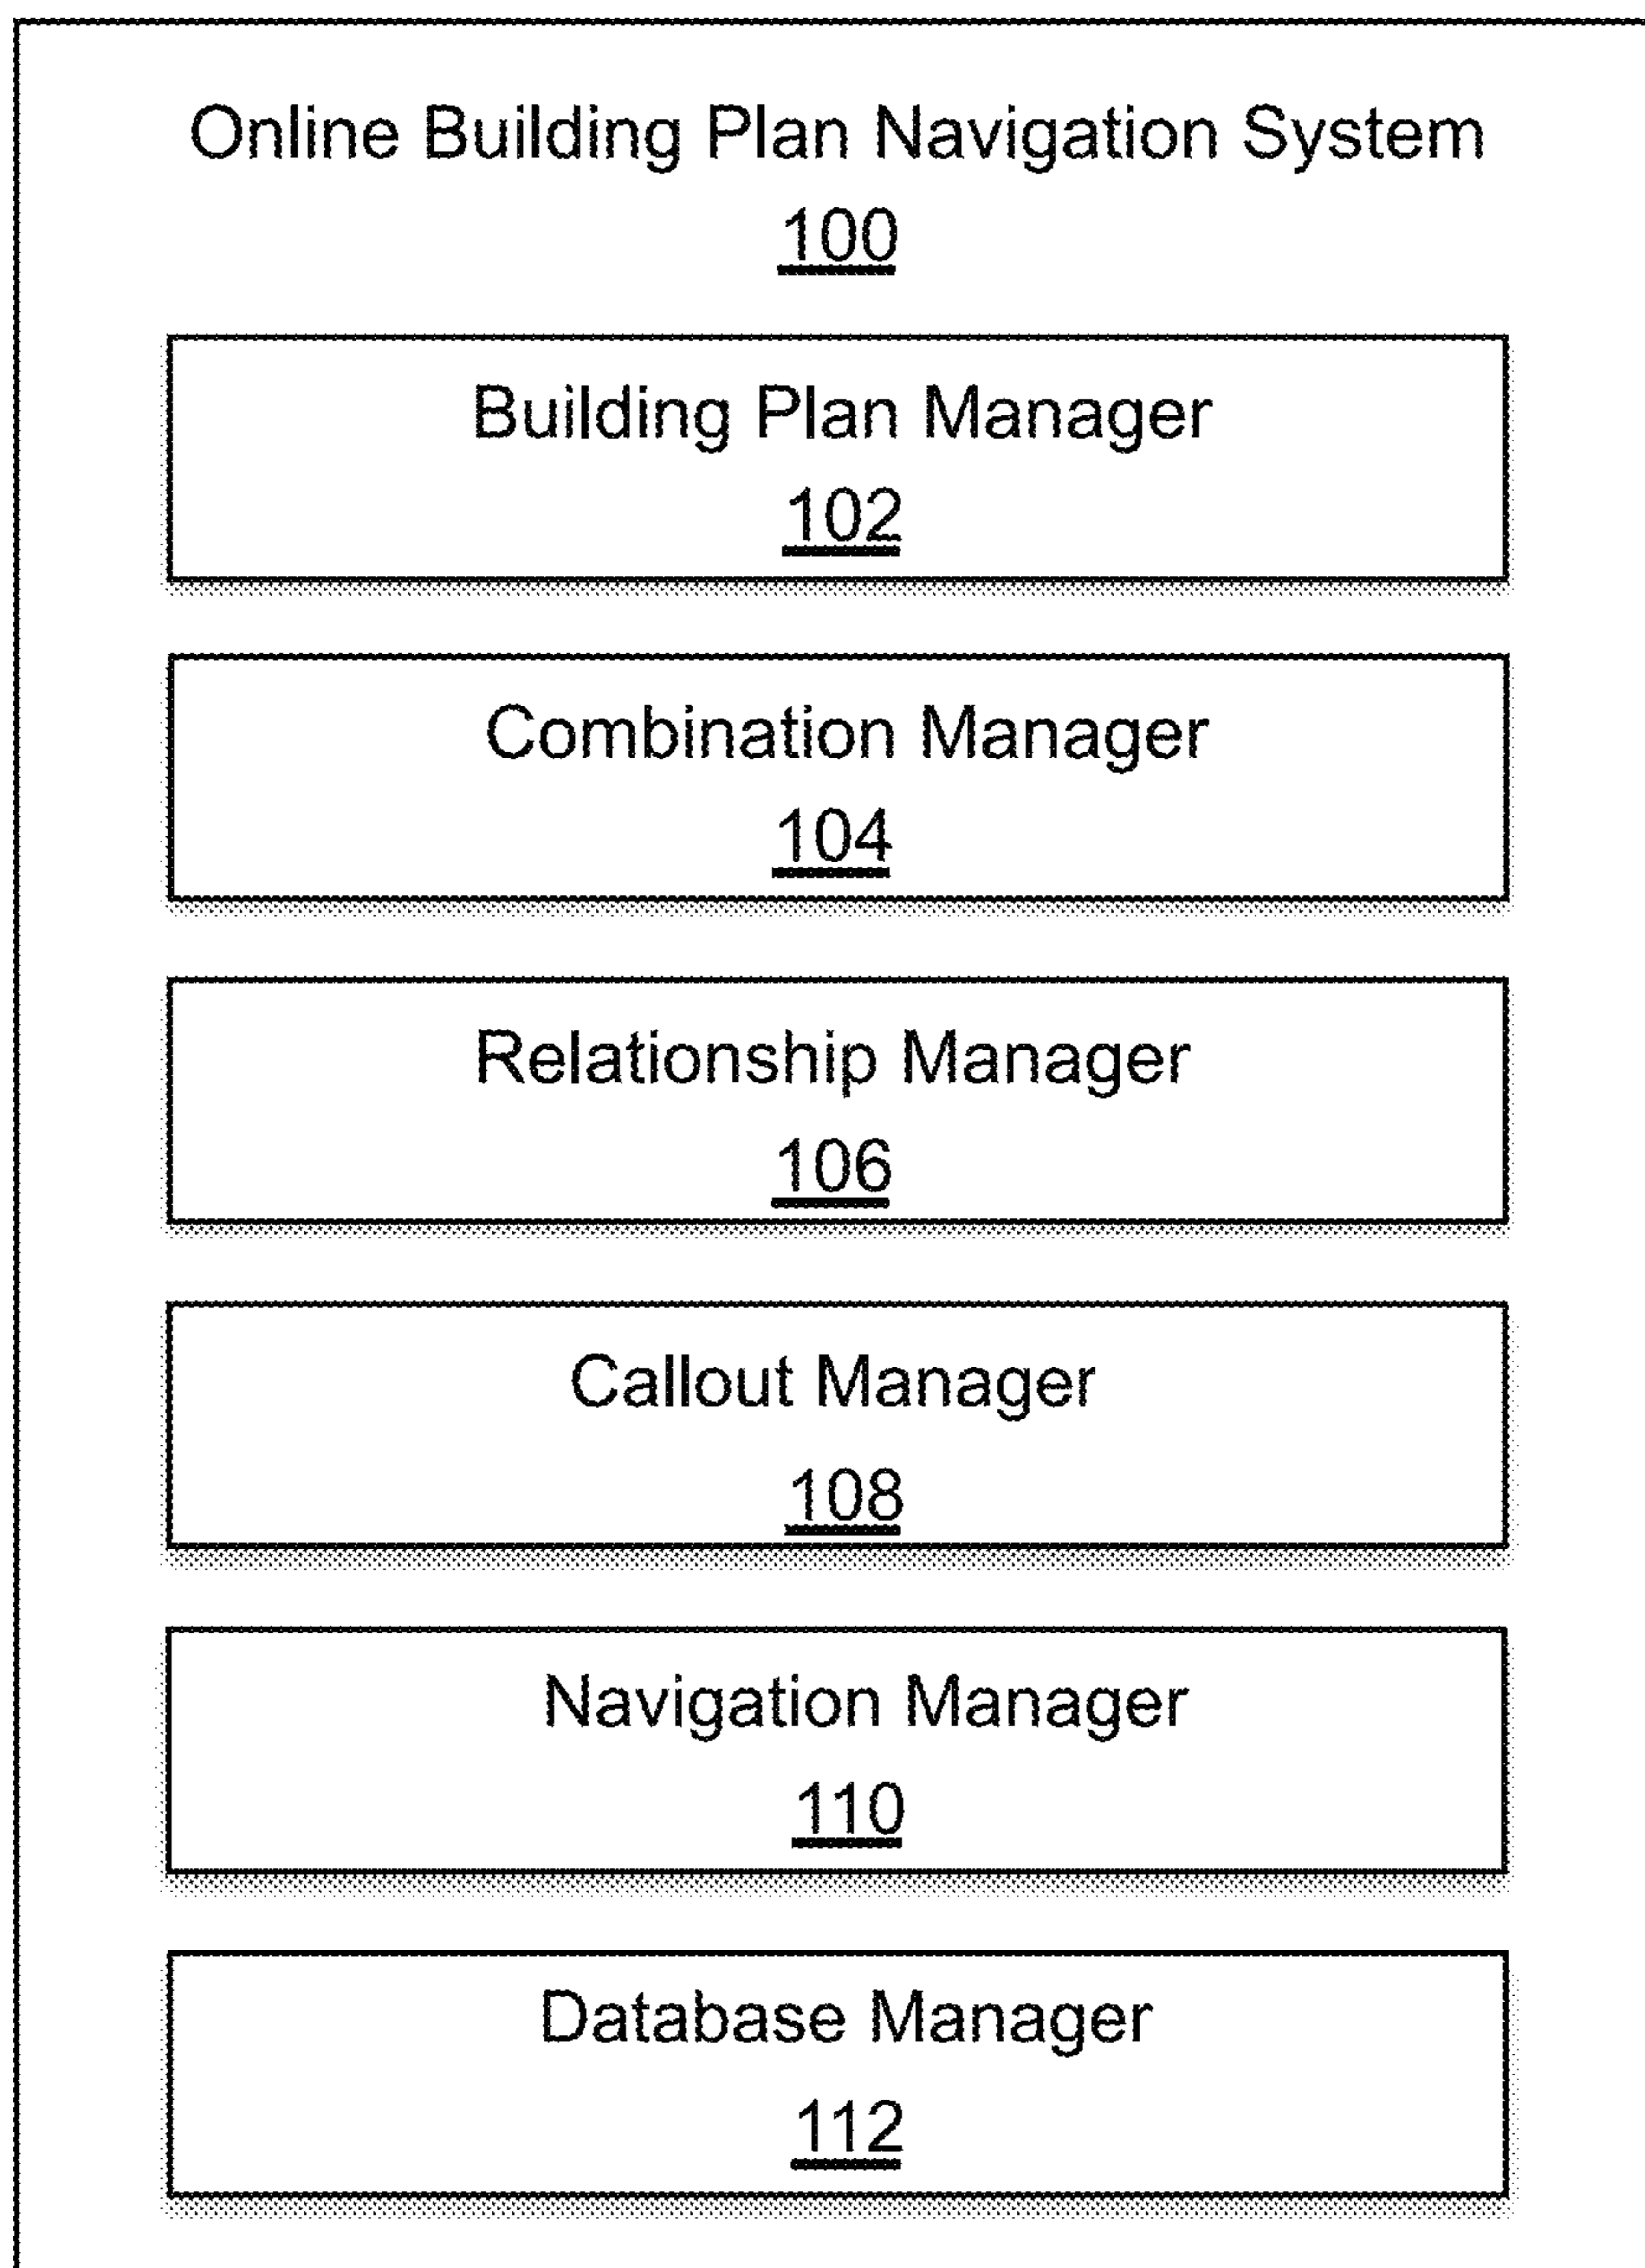 Online Building Plan Navigation System
100
Building Plan Manager
102
Combination Manager
104
Relationship Manager
106
Callout Manager
108
Navigation Manager
110
Database Manager
112